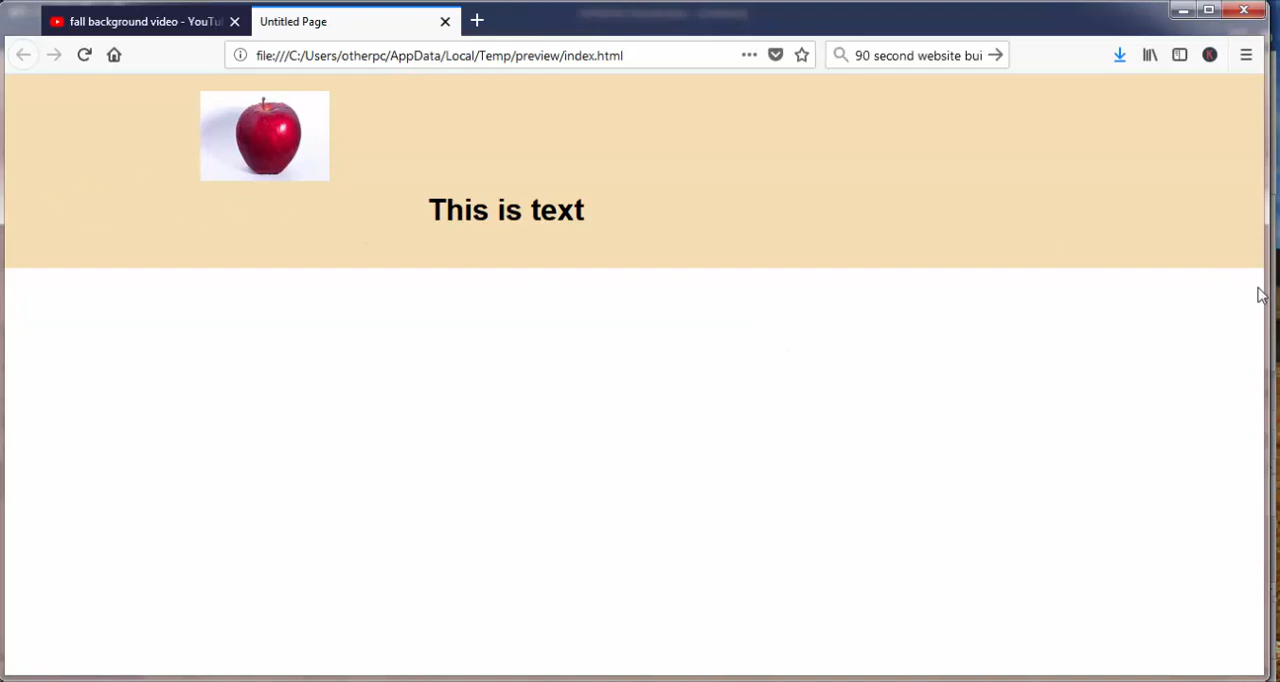 fall background video - YouTu
Untitled Page
file:///C:/Users/otherpc/AppData/Local/Temp/preview/index.html
90 second website bui
K
This is text